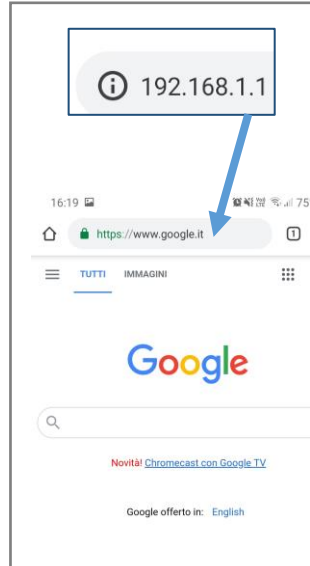 192.168.1.1
16:19 75
https://www.google.it 1
TUTTI IMMAGINI
Google
Novità! Chromecast con Google TV
Google offerto in: English